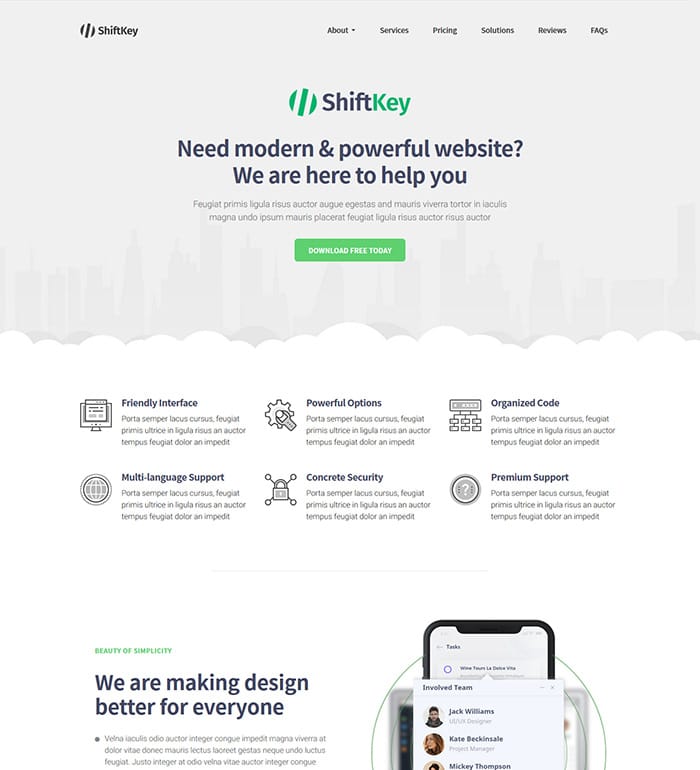 ShiftKey
About Services Pricing Solutions Reviews FAQs
ShiftKey
Need modern & powerful website?
We are here to help you
Feugiat primis ligula risus auctor augue egestas and mauris viverra tortor in iaculis
magna undo ipsum mauris placerat feugiat ligula risus auctor risus auctor
DOWNLOAD FREE TODAY
Friendly Interface
Porta semper lacus cursus, feugiat
primis ultrice in ligula risus an auctor
tempus feugiat dolor an impedit
Powerful Options
Porta semper lacus cursus, feugiat
primis ultrice in ligula risus an auctor
tempus feugiat dolor an impedit
Organized Code
Porta semper lacus cursus, feugiat
primis ultrice in ligula risus an auctor
tempus feugiat dolor an impedit
Multi-language Support
Porta semper lacus cursus, feugiat
primis ultrice in ligula risus an auctor
tempus feugiat dolor an impedit
Concrete Security
Porta semper lacus cursus, feugiat
primis ultrice in ligula risus an auctor
tempus feugiat dolor an impedit
Premium Support
Porta semper lacus cursus, feugiat
primis ultrice in ligula risus an auctor
tempus feugiat dolor an impedit
BEAUTY OF SIMPLICITY
We are making design
better for everyone
Velna iaculis odio auctor integer congue impedit magna viverra at
dolor vitae donec mauris lectus laoreet gestas neque undo luctus
feugiat. Justo integer at odio velna vitae auctor integer congue
Tasks
Wine Tours La Dolce Vita
Involved Team
Jack Williams
UI/UX Designer
Kate Beckinsale
Project Manager
Mickey Thompson